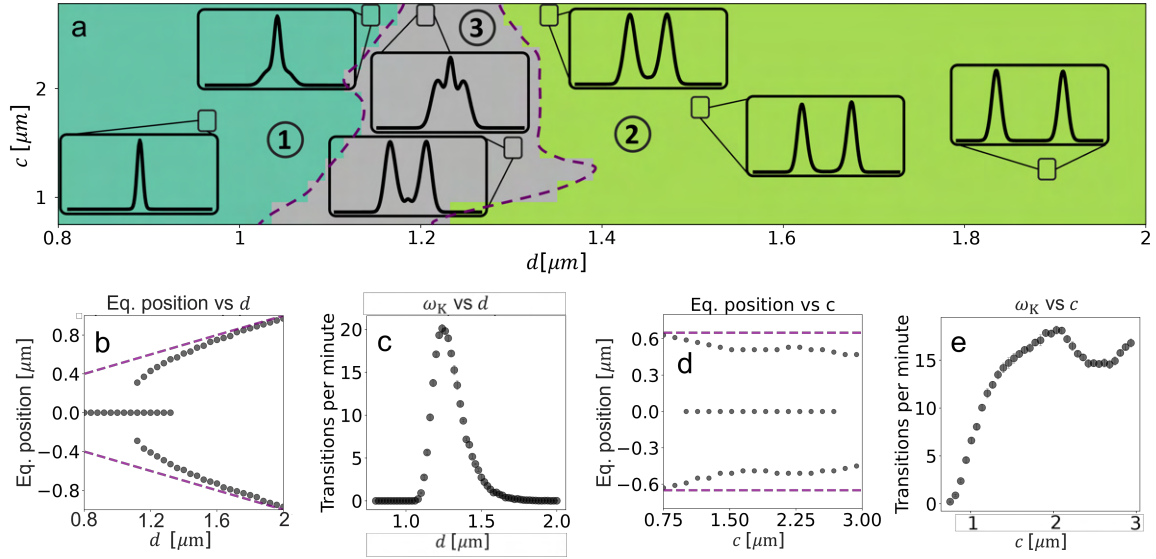 a
3
1
2
c [μm]
2
1
0.8
1
1.2
1.4
1.6
1.8
2
d[μm]
Eq. position vs d
b
Eq. position [μm]
0.8
0.4
0.0
−0.4
−0.8
0.8
1.2
1.6
2
d [μm]
ωK vs d
c
Transitions per minute
20
15
10
5
0
1.0
1.5
2.0
d [μm]
Eq. position vs c
d
Eq. position [μm]
0.6
0.3
0.0
−0.3
−0.6
0.75
1.50
2.25
3.00
c [μm]
ωK vs c
e
Transitions per minute
15
10
5
0
1
2
3
c [μm]